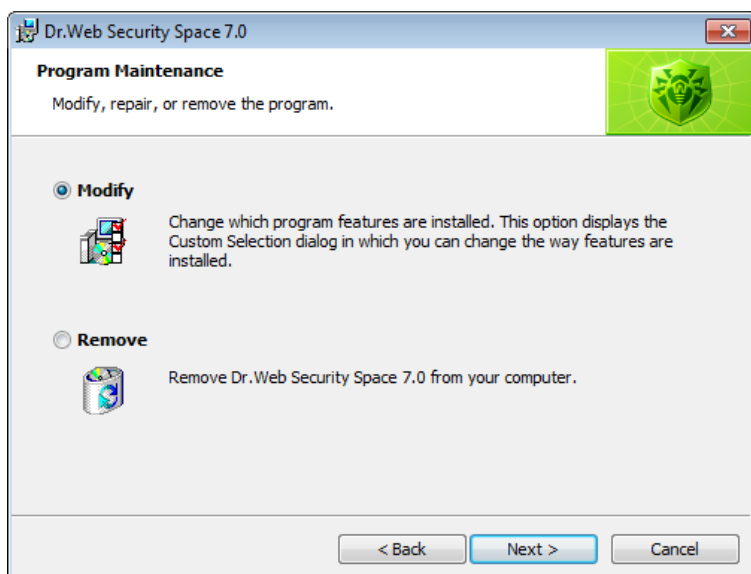 Dr.Web Security Space 7.0
Program Maintenance
Modify, repair, or remove the program.
Modify
Change which program features are installed. This option displays the
Custom Selection dialog in which you can change the way features are
installed.
Remove
Remove Dr.Web Security Space 7.0 from your computer.
< Back
Next >
Cancel